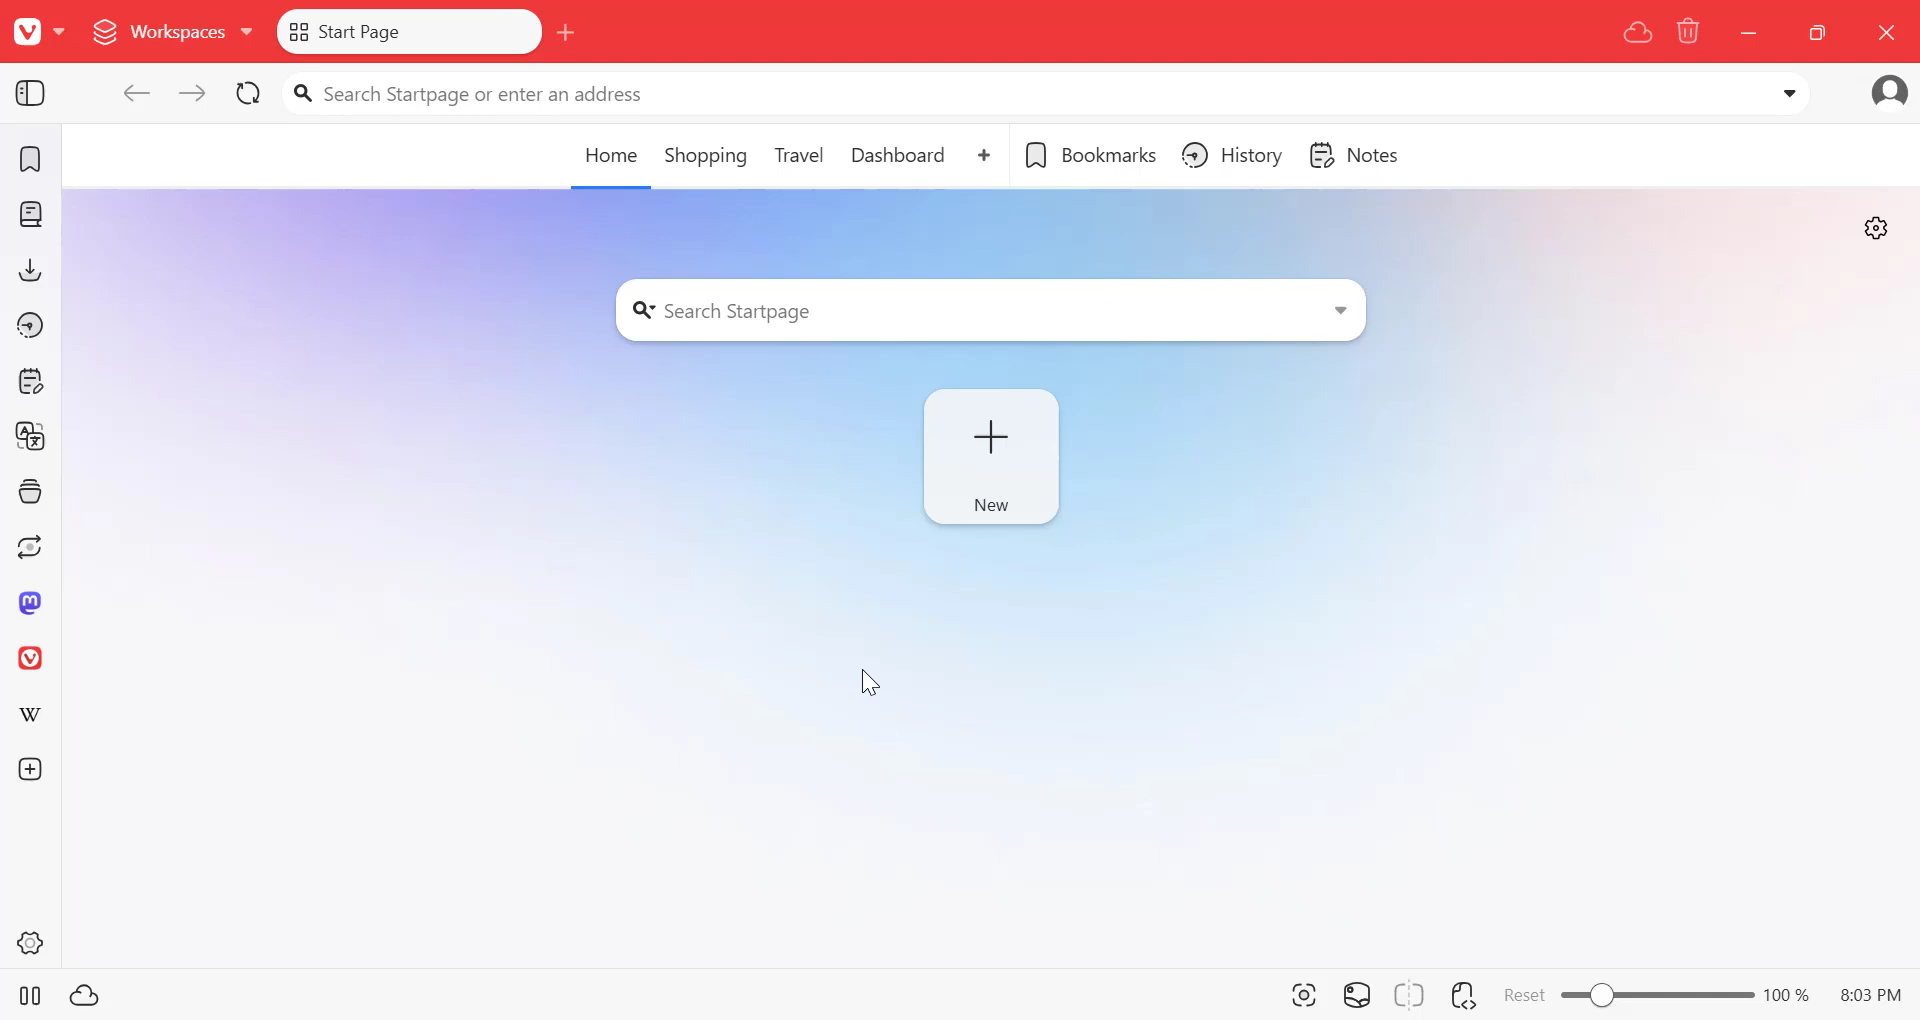 Workspaces
Start Page
Search Startpage or enter an address
Home Shopping Travel Dashboard Bookmarks History Notes
Search Startpage
New
W
Reset 100 % 8:03 PM